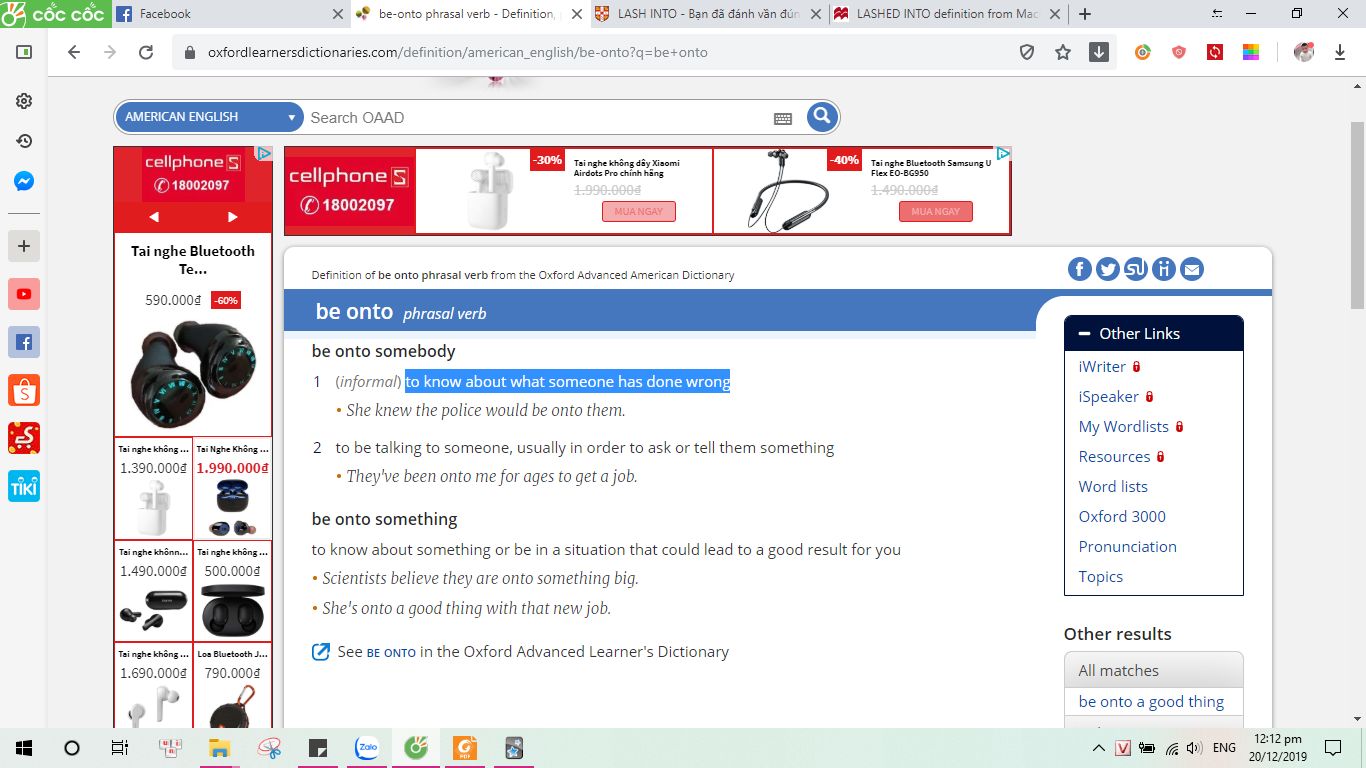 CỐC CỐC
Facebook
be-onto phrasal verb - Definition,
LASH INTO - Bạn đã đánh vần đún
LASHED INTO definition from Mac
oxfordlearnersdictionaries.com/definition/american_english/be-onto?q=be+onto
AMERICAN ENGLISH
Search OAAD
cellphoneS
18002097
Tai nghe Bluetooth
Te...
590.000₫ -60%
Tai nghe không ...
1.390.000₫
Tai Nghe Không ...
1.990.000₫
Tai nghe khônn...
1.490.000₫
Tai nghe không ...
500.000₫
Tai nghe không ...
1.690.000₫
Loa Bluetooth J...
790.000₫
cellphoneS
18002097
-30%
Tai nghe không dây Xiaomi
Airdots Pro chính hãng
1.990.000₫
MUA NGAY
-40%
Tai nghe Bluetooth Samsung U
Flex EO-BG950
1.490.000₫
MUA NGAY
Definition of be onto phrasal verb from the Oxford Advanced American Dictionary
be onto phrasal verb
be onto somebody
1 (informal) to know about what someone has done wrong
• She knew the police would be onto them.
2 to be talking to someone, usually in order to ask or tell them something
• They've been onto me for ages to get a job.
be onto something
to know about something or be in a situation that could lead to a good result for you
• Scientists believe they are onto something big.
• She's onto a good thing with that new job.
See BE ONTO in the Oxford Advanced Learner's Dictionary
Other Links
iWriter
iSpeaker
My Wordlists
Resources
Word lists
Oxford 3000
Pronunciation
Topics
Other results
All matches
be onto a good thing
TIKI
Zalo
PDF
V
ENG
12:12 pm
20/12/2019